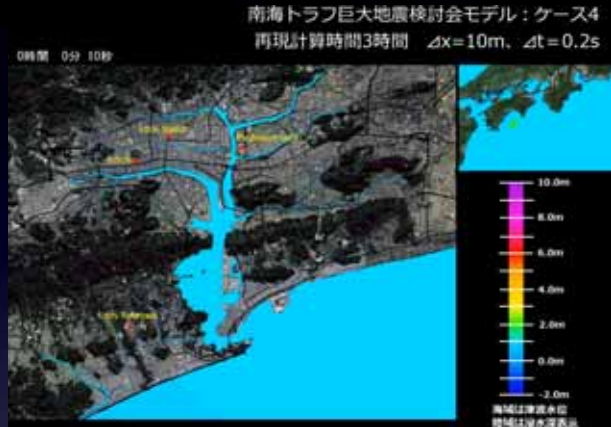 南海トラフ巨大地震検討会モデル：ケース4
再現計算時間3時間　⊿x=10m、⊿t=0.2s
0時間 0分 10秒
10.0m
8.0m
6.0m
4.0m
2.0m
0.0m
-2.0m
海域は津波水位
陸域は浸水深表示